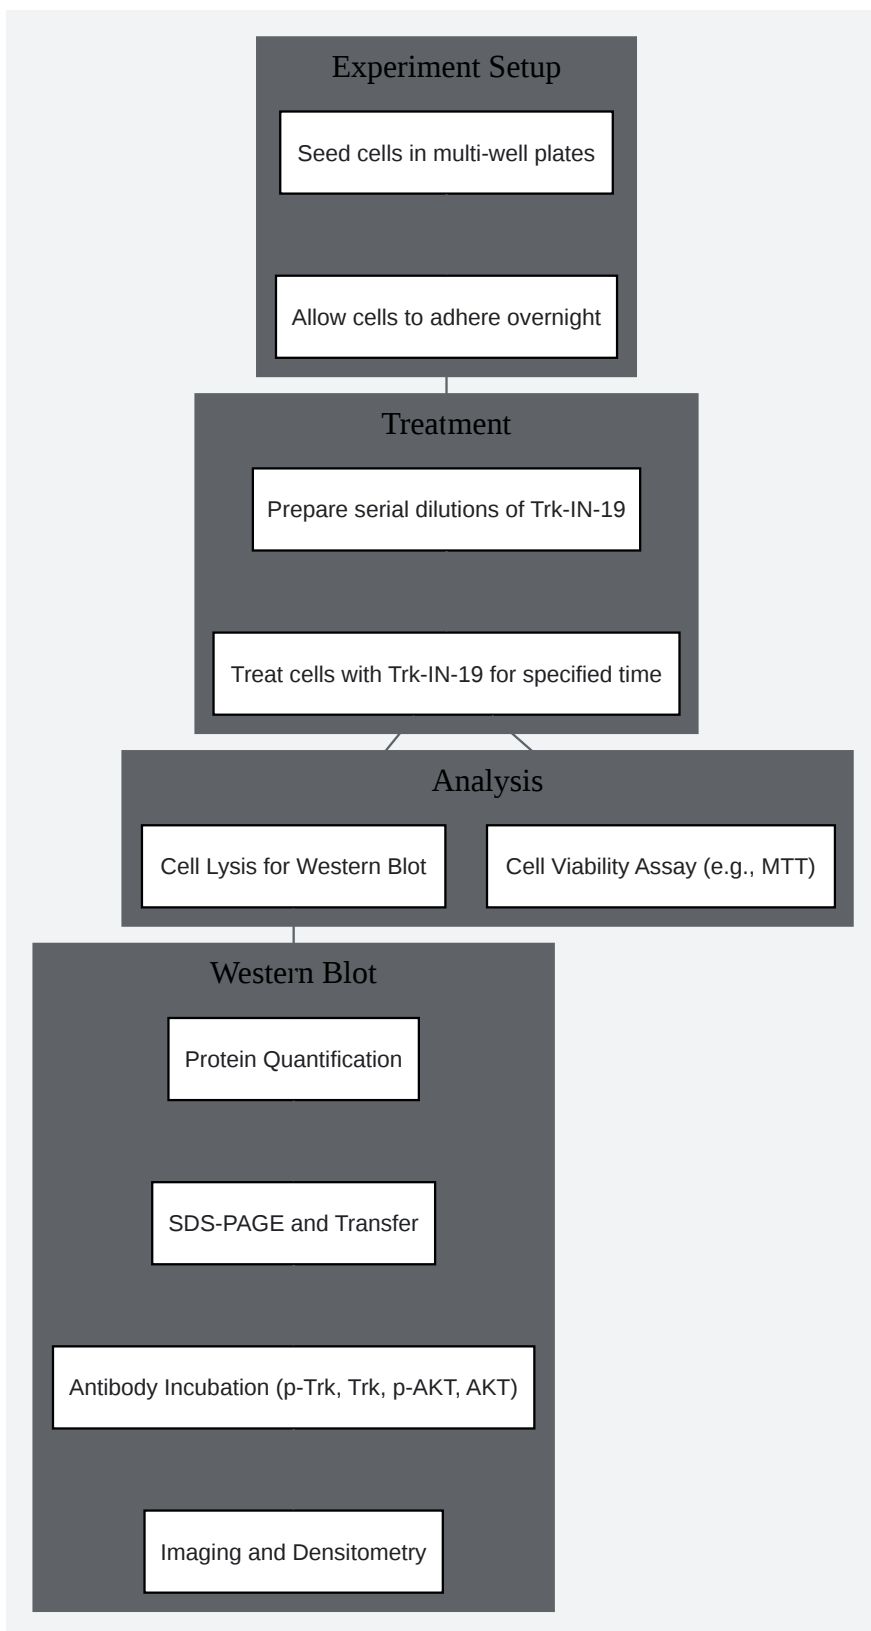 Experiment Setup
Seed cells in multi-well plates
Allow cells to adhere overnight
Treatment
Prepare serial dilutions of Trk-IN-19
Treat cells with Trk-IN-19 for specified time
Analysis
Cell Lysis for Western Blot
Cell Viability Assay (e.g., MTT)
Western Blot
Protein Quantification
SDS-PAGE and Transfer
Antibody Incubation (p-Trk, Trk, p-AKT, AKT)
Imaging and Densitometry